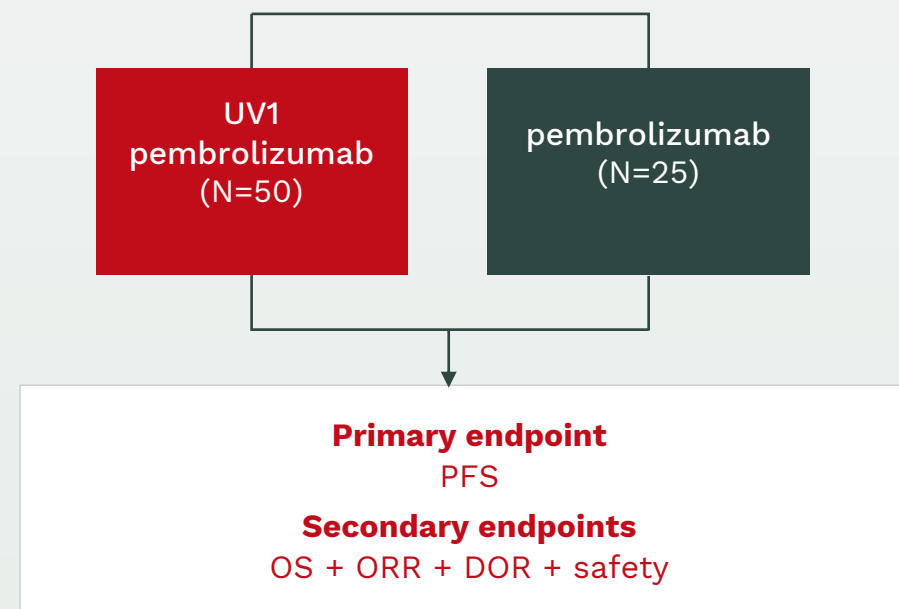 UV1
pembrolizumab
(N=50)
pembrolizumab
(N=25)
Primary endpoint
PFS
Secondary endpoints
OS + ORR + DOR + safety